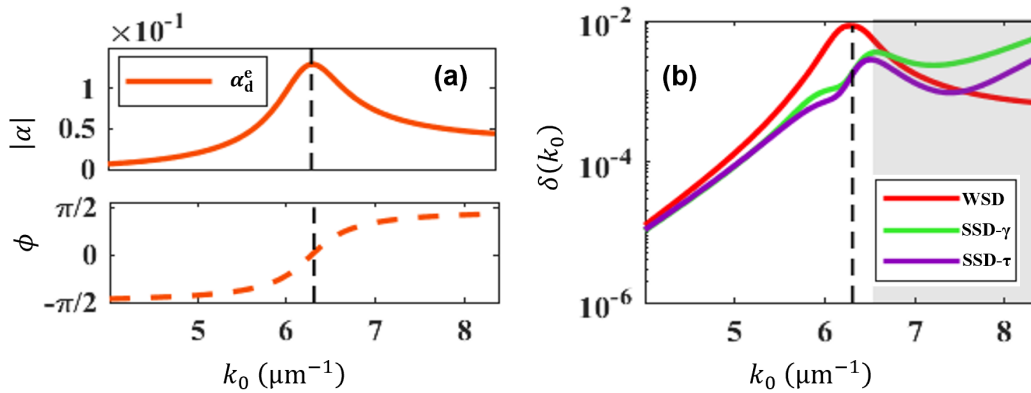 ×10⁻¹
α_d^e
(a)
1
0.5
0
|α|
π/2
0
-π/2
ϕ
5 6 7 8
k₀ (μm⁻¹)
10⁻²
(b)
10⁻⁴
10⁻⁶
δ(k₀)
WSD
SSD-γ
SSD-τ
5 6 7 8
k₀ (μm⁻¹)